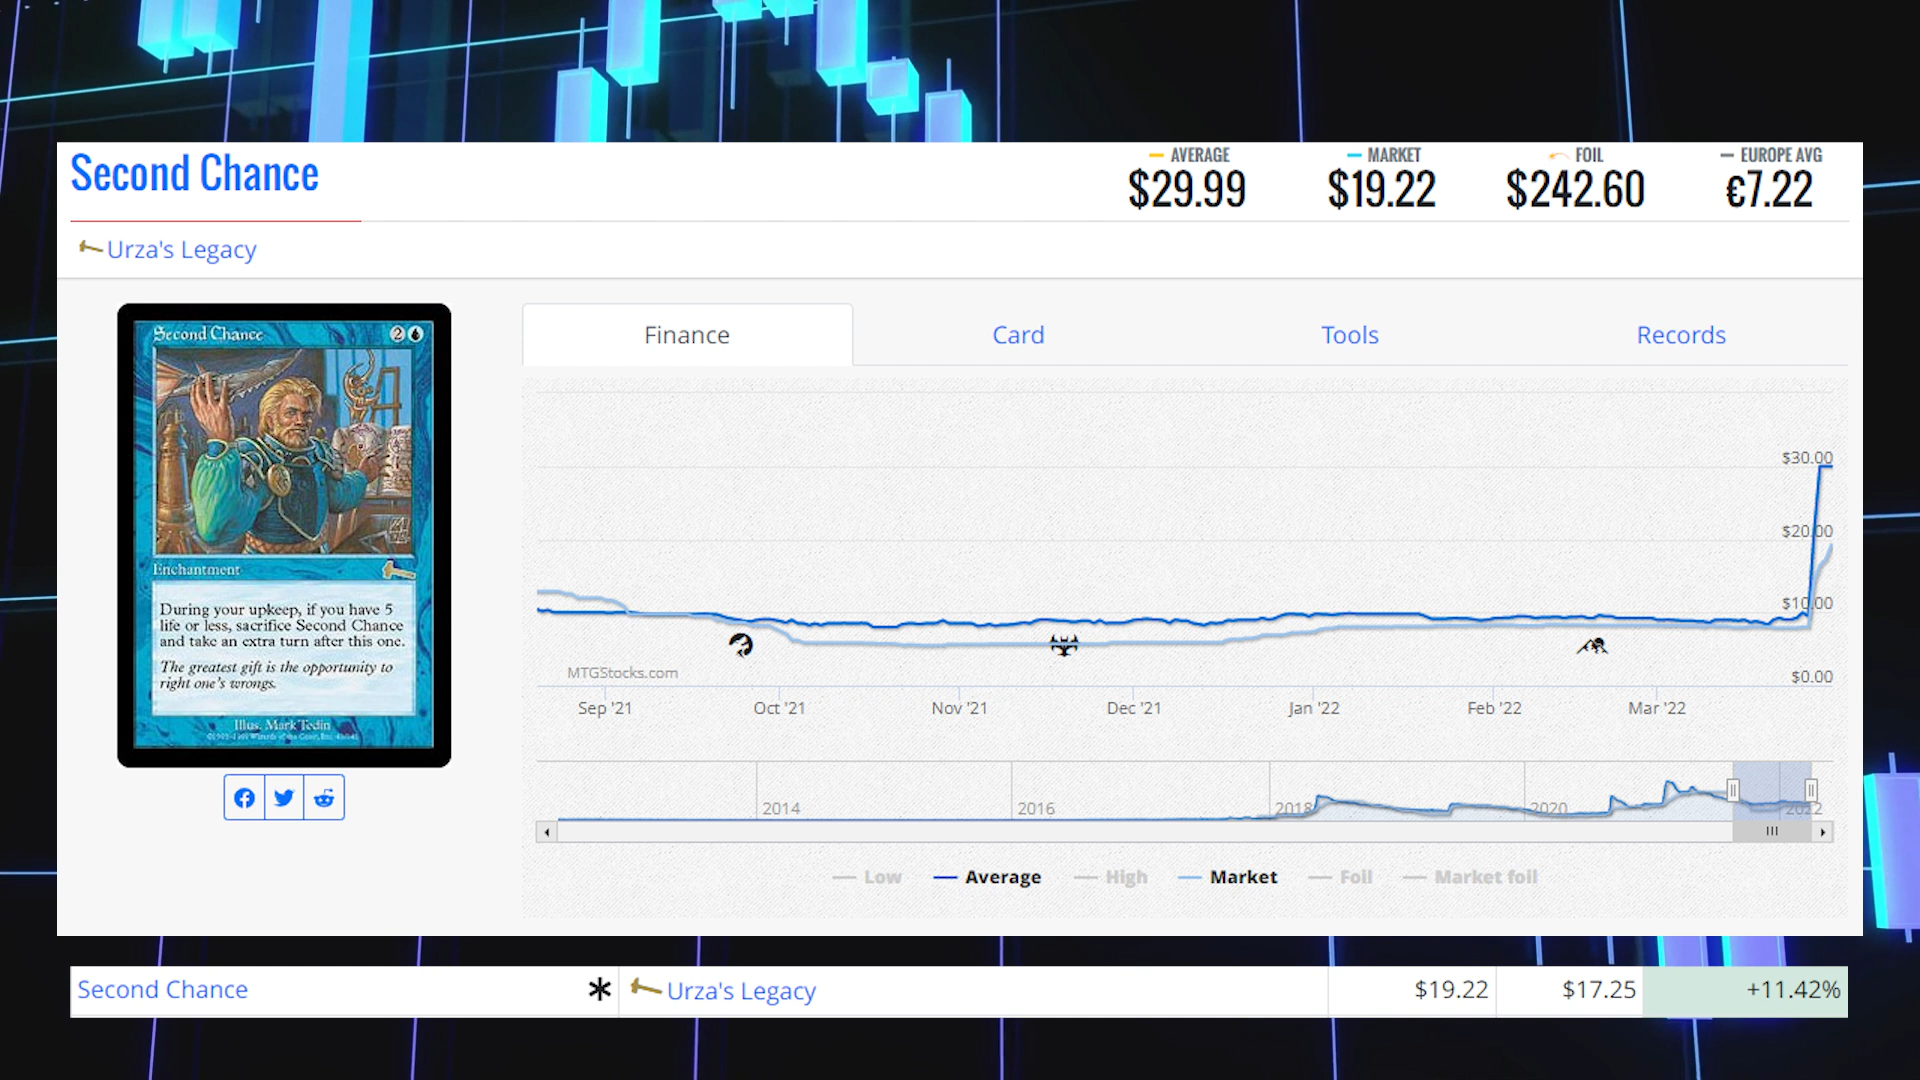 Second Chance
AVERAGE
$29.99
MARKET
$19.22
FOIL
$242.60
EUROPE AVG
€7.22
Urza's Legacy
Second Chance 2
Enchantment
During your upkeep, if you have 5
life or less, sacrifice Second Chance
and take an extra turn after this one.
The greatest gift is the opportunity to
right one's wrongs.
Illus. Mark Tedin
Finance
Card
Tools
Records
$30.00
$20.00
$10.00
$0.00
MTGStocks.com
Sep '21
Oct '21
Nov '21
Dec '21
Jan '22
Feb '22
Mar '22
2014
2016
2018
2020
2022
Low
Average
High
Market
Foil
Market foil
Second Chance
Urza's Legacy
$19.22
$17.25
+11.42%